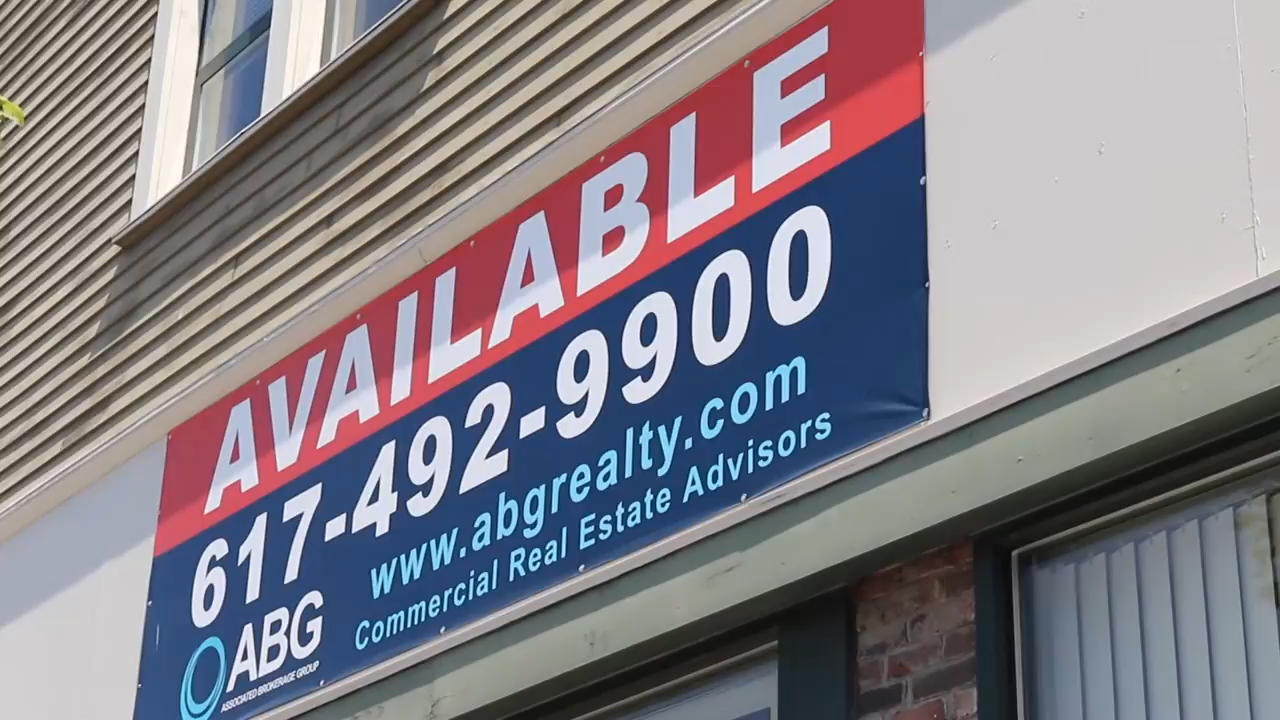 AVAILABLE
617-492-9900
www.abgrealty.com
Commercial Real Estate Advisors
ABG
ASSOCIATED BROKERAGE GROUP